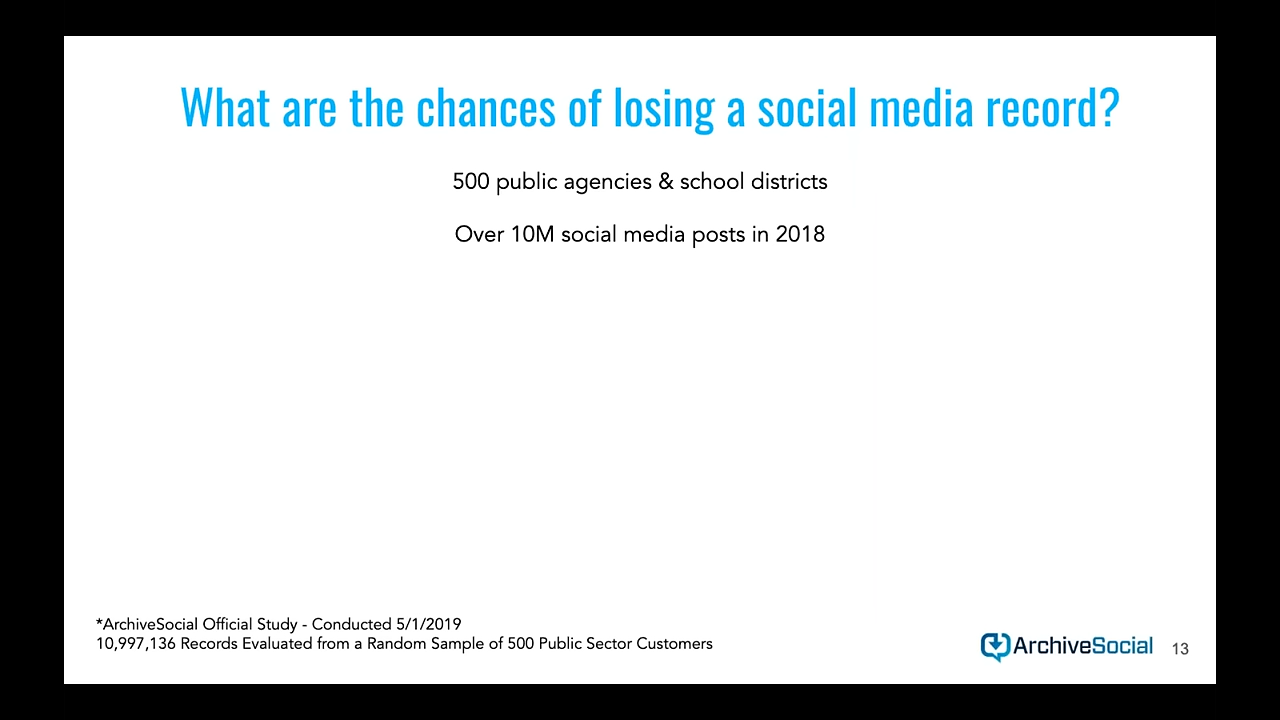 What are the chances of losing a social media record?
500 public agencies & school districts
Over 10M social media posts in 2018
*ArchiveSocial Official Study - Conducted 5/1/2019
10,997,136 Records Evaluated from a Random Sample of 500 Public Sector Customers
ArchiveSocial 13